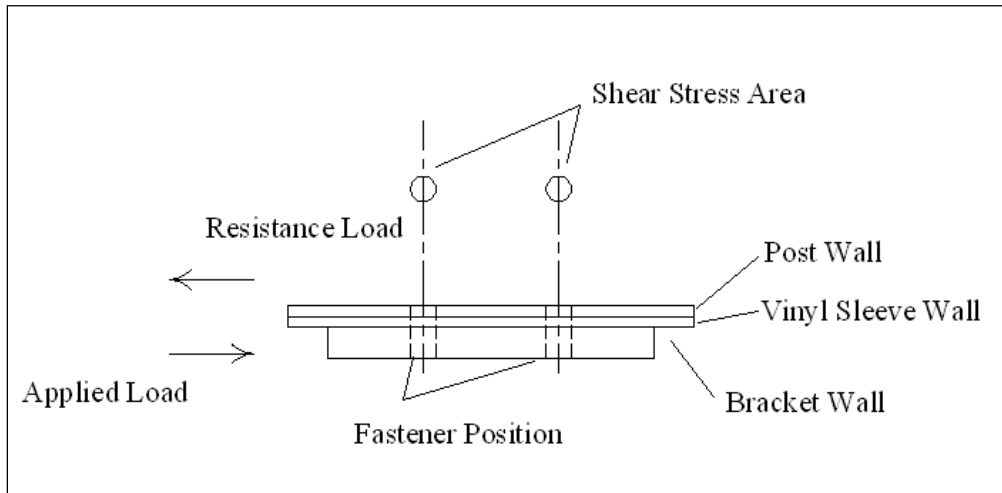 Shear Stress Area
Resistance Load
Post Wall
Vinyl Sleeve Wall
Applied Load
Bracket Wall
Fastener Position